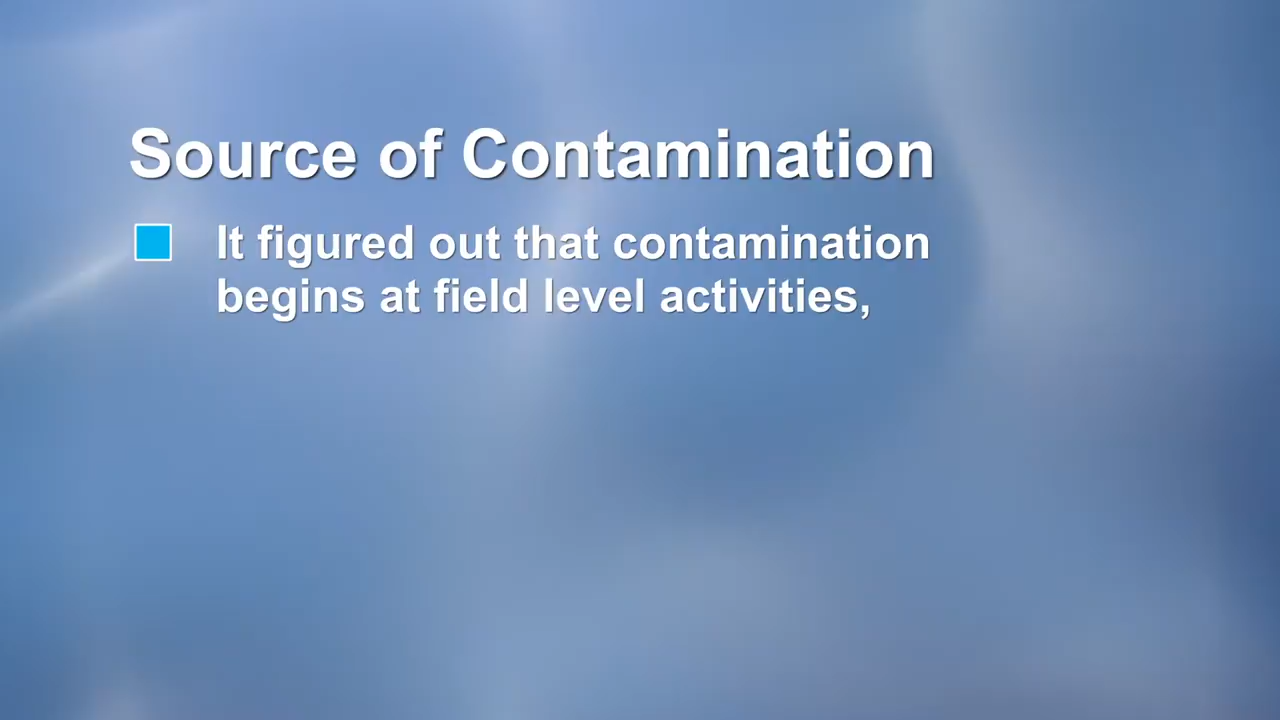 Source of Contamination
It figured out that contamination
begins at field level activities,